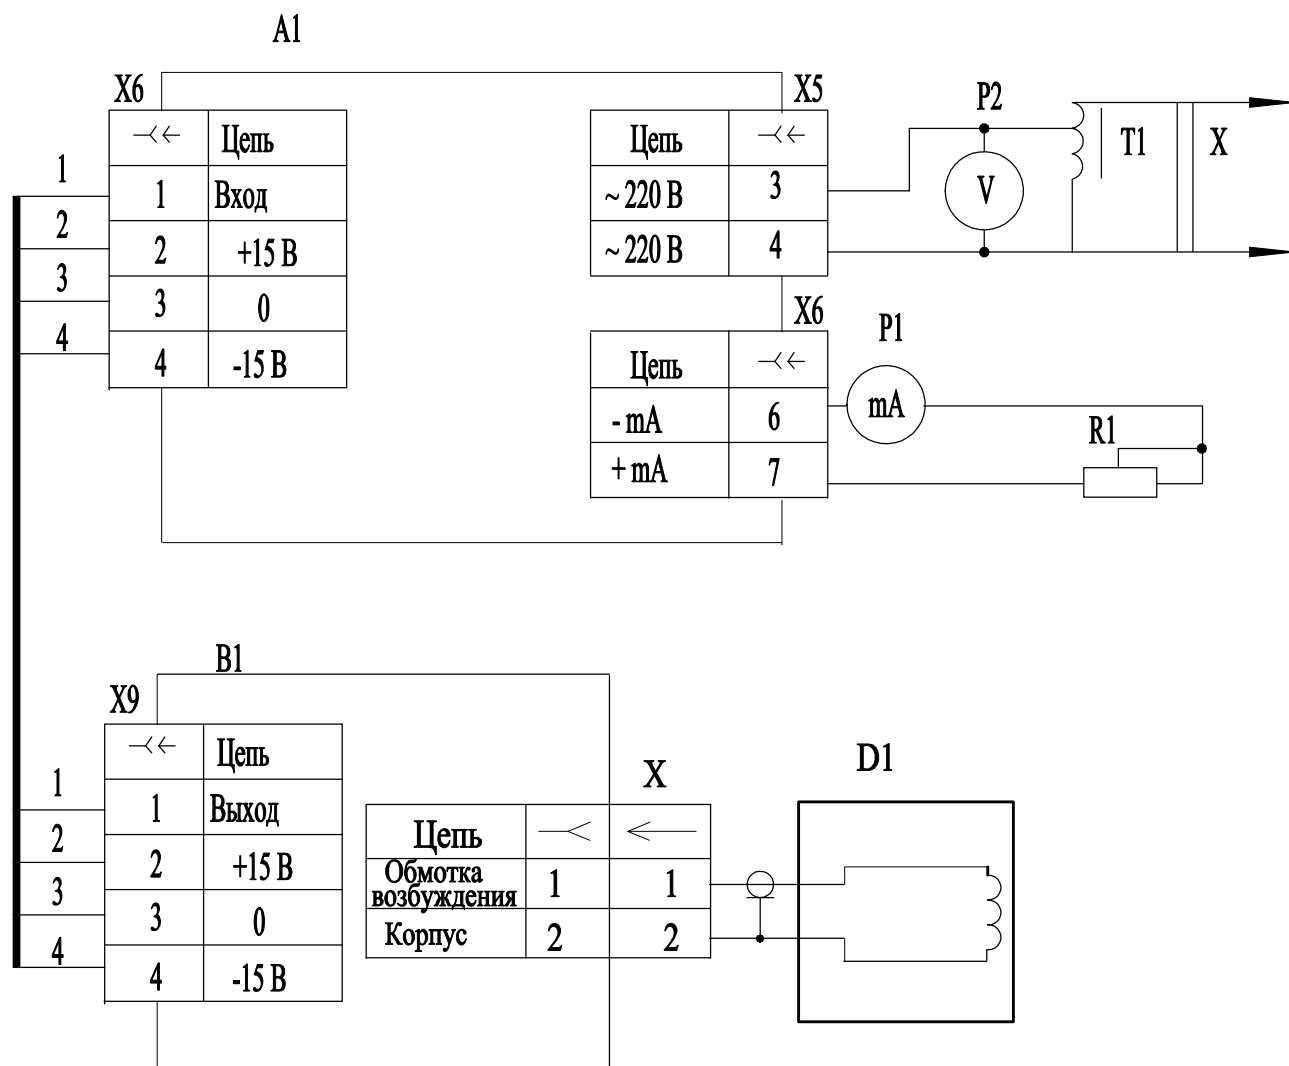 A1
X6
Цепь
1 Вход
2 +15 В
3 0
4 -15 В
1
2
3
4
X5
Цепь
~ 220 В 3
~ 220 В 4
P2
V
T1
X
X6
Цепь
- mA 6
+ mA 7
P1
mA
R1
B1
X9
Цепь
1 Выход
2 +15 В
3 0
4 -15 В
1
2
3
4
X
Цепь
Обмотка
возбуждения 1 1
Корпус 2 2
D1